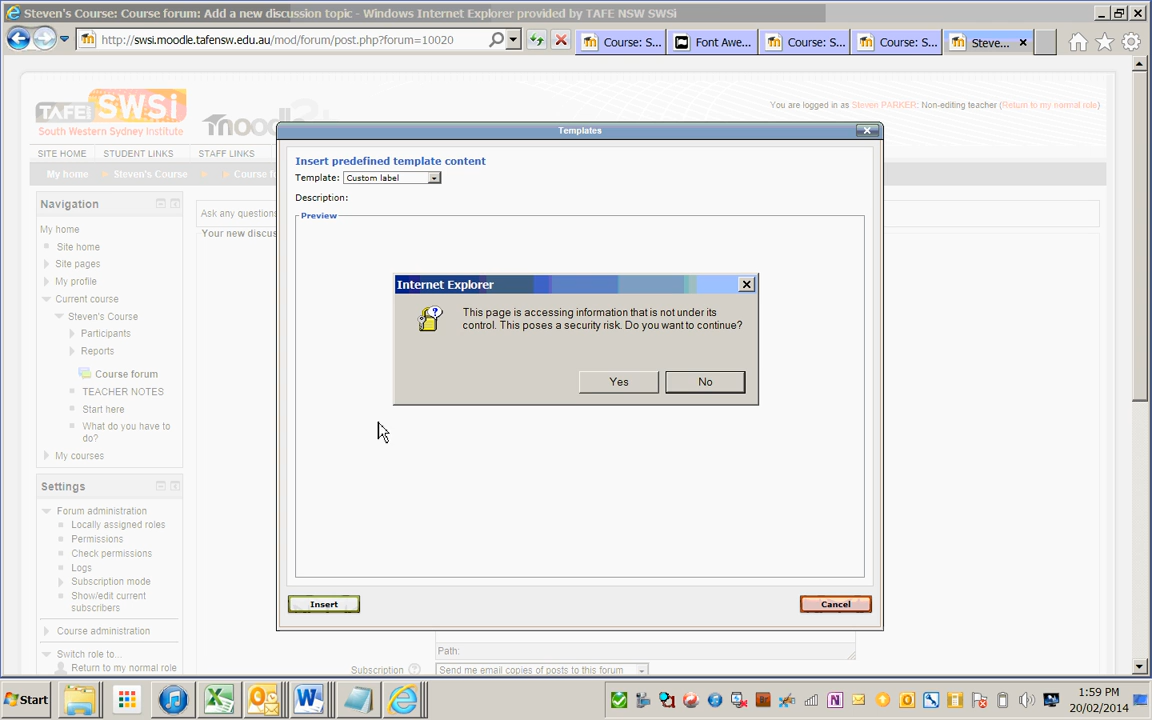 Steven's Course: Course forum: Add a new discussion topic - Windows Internet Explorer provided by TAFE NSW SWSi
http://swsi.moodle.tafensw.edu.au/mod/forum/post.php?forum=10020
Course: S...
Font Awe...
Course: S...
Course: S...
Steve...
TAFE SWSi
South Western Sydney Institute
You are logged in as Steven PARKER: Non-editing teacher (Return to my normal role)
SITE HOME STUDENT LINKS STAFF LINKS
My home Steven's Course Course f
Templates
Insert predefined template content
Template: Custom label
Description:
Preview
Navigation
My home
Site home
Site pages
My profile
Current course
Steven's Course
Participants
Reports
Course forum
TEACHER NOTES
Start here
What do you have to
do?
My courses
Ask any questions
Your new discus
Internet Explorer
This page is accessing information that is not under its
control. This poses a security risk. Do you want to continue?
Yes No
Settings
Forum administration
Locally assigned roles
Permissions
Check permissions
Logs
Subscription mode
Show/edit current
subscribers
Course administration
Switch role to...
Return to my normal role
Insert
Cancel
Path:
Subscription
Send me email copies of posts to this forum
Start
1:59 PM
20/02/2014